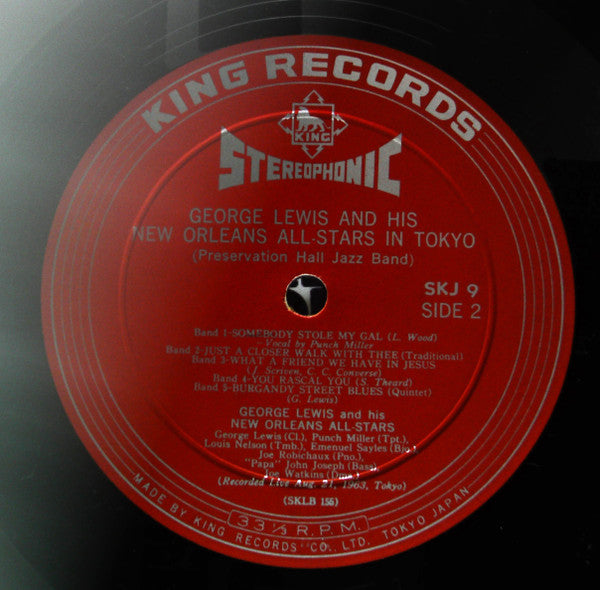 KING RECORDS
KING
STEREOPHONIC
GEORGE LEWIS AND HIS
NEW ORLEANS ALL-STARS IN TOKYO
(Preservation Hall Jazz Band)
SKJ 9
SIDE 2
Band 1-SOMEBODY STOLE MY GAL (L. Wood)
-Vocal by Punch Miller
Band 2-JUST A CLOSER WALK WITH THEE (Traditional)
Band 3-WHAT A FRIEND WE HAVE IN JESUS
(J. Scriven, C. C. Converse)
Band 4-YOU RASCAL YOU (S. Theard)
Band 5-BURGANDY STREET BLUES (Quintet)
(G. Lewis)
GEORGE LEWIS and his
NEW ORLEANS ALL-STARS
George Lewis (Cl.), Punch Miller (Tpt.),
Louis Nelson (Tmb.), Emenuel Sayles (Bjo.)
Joe Robichaux (Pno.),
"Papa" John Joseph (Bass),
Joe Watkins (Dms.)
(Recorded Live Aug. 21, 1963, Tokyo)
(SKLB 156)
33⅓ R.P.M.
MADE BY KING RECORDS CO., LTD. TOKYO JAPAN